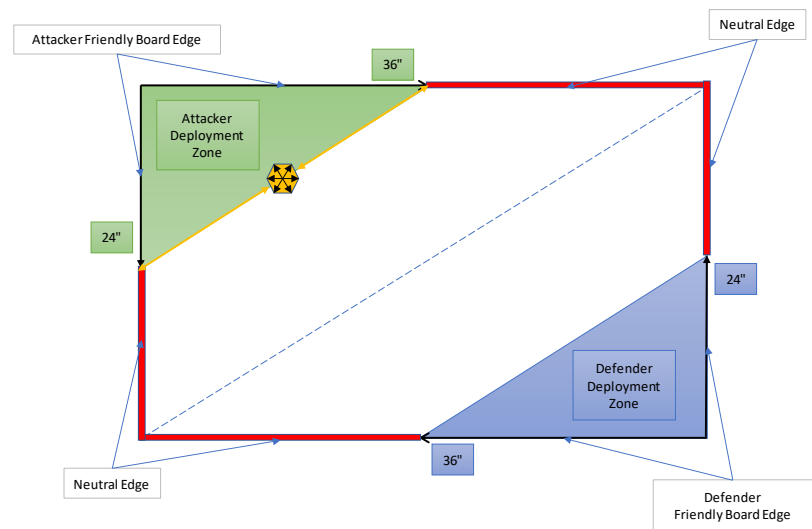 Attacker Friendly Board Edge
Neutral Edge
36"
Attacker
Deployment
Zone
24"
24"
Defender
Deployment
Zone
36"
Neutral Edge
Defender
Friendly Board Edge